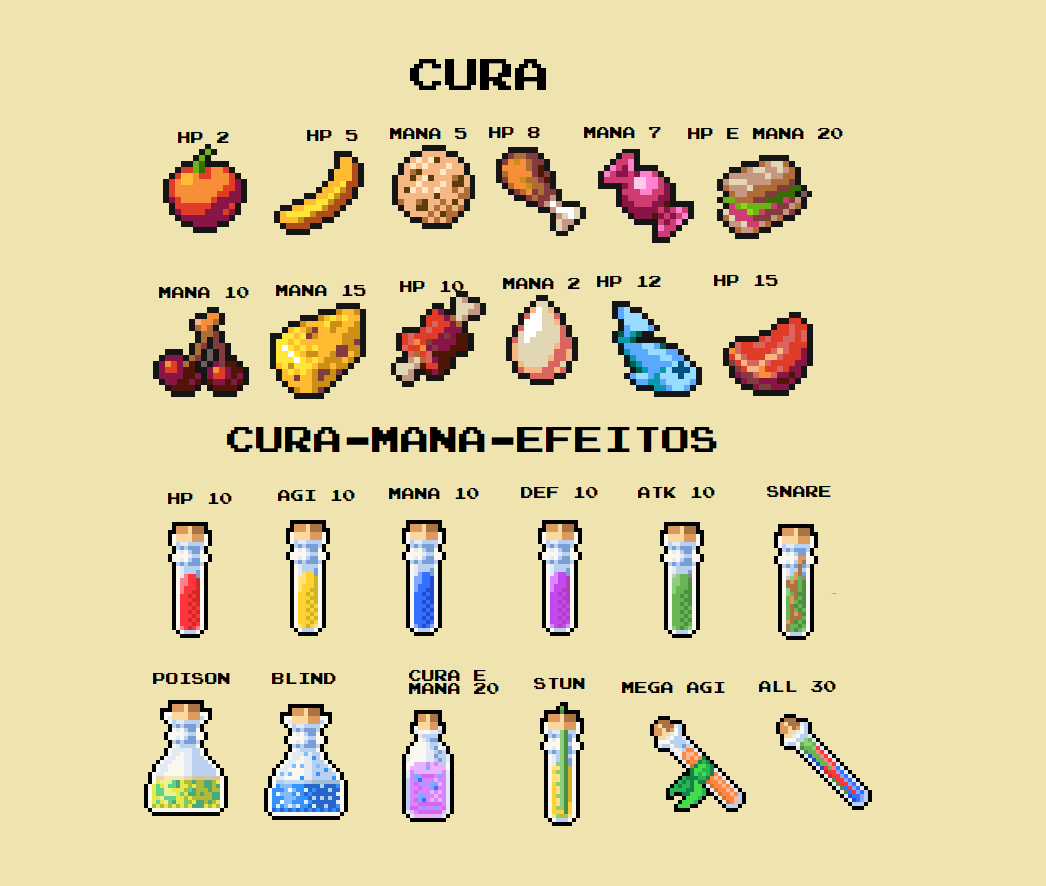 CURA
HP 2
HP 5
MANA 5
HP 8
MANA 7
HP E MANA 20
MANA 10
MANA 15
HP 10
MANA 2
HP 12
HP 15
CURA-MANA-EFEITOS
HP 10
AGI 10
MANA 10
DEF 10
ATK 10
SNARE
POISON
BLIND
CURA E
MANA 20
STUN
MEGA AGI
ALL 30